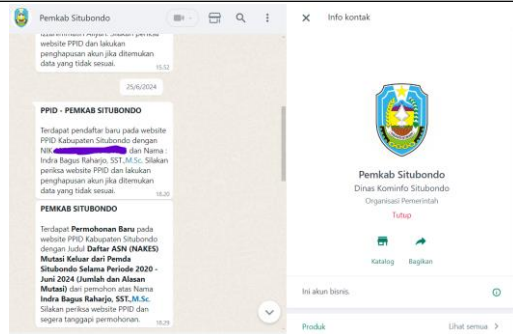 Pemkab Situbondo
website PPID dan lakukan
penghapusan akun jika ditemukan
data yang tidak sesuai.
15.52
25/6/2024
PPID - PEMKAB SITUBONDO
Terdapat pendaftar baru pada website
PPID Kabupaten Situbondo dengan
NIK dan Nama :
Indra Bagus Raharjo, SST.,M.Sc. Silakan
periksa website PPID dan lakukan
penghapusan akun jika ditemukan
data yang tidak sesuai.
18.20
PEMKAB SITUBONDO
Terdapat Permohonan Baru pada
website PPID Kabupaten Situbondo
dengan Judul Daftar ASN (NAKES)
Mutasi Keluar dari Pemda
Situbondo Selama Periode 2020 -
Juni 2024 (Jumlah dan Alasan
Mutasi) dari pemohon atas Nama
Indra Bagus Raharjo, SST.,M.Sc.
Silakan periksa website PPID dan
segera tanggapi permohonan.
18.29
Info kontak
Pemkab Situbondo
Dinas Kominfo Situbondo
Organisasi Pemerintah
Tutup
Katalog
Bagikan
Ini akun bisnis.
Produk
Lihat semua